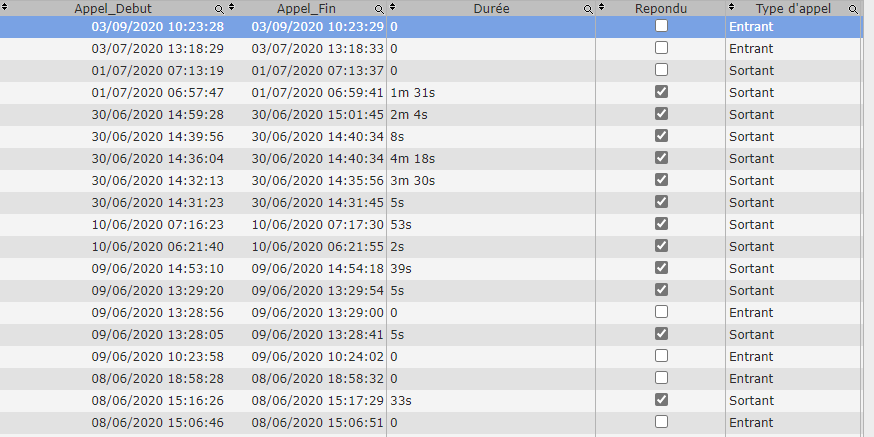 Appel_Debut Appel_Fin Durée Repondu Type d'appel
03/09/2020 10:23:28 03/09/2020 10:23:29 0 Entrant
03/07/2020 13:18:29 03/07/2020 13:18:33 0 Entrant
01/07/2020 07:13:19 01/07/2020 07:13:37 0 Sortant
01/07/2020 06:57:47 01/07/2020 06:59:41 1m 31s Sortant
30/06/2020 14:59:28 30/06/2020 15:01:45 2m 4s Sortant
30/06/2020 14:39:56 30/06/2020 14:40:34 8s Sortant
30/06/2020 14:36:04 30/06/2020 14:40:34 4m 18s Sortant
30/06/2020 14:32:13 30/06/2020 14:35:56 3m 30s Sortant
30/06/2020 14:31:23 30/06/2020 14:31:45 5s Sortant
10/06/2020 07:16:23 10/06/2020 07:17:30 53s Sortant
10/06/2020 06:21:40 10/06/2020 06:21:55 2s Sortant
09/06/2020 14:53:10 09/06/2020 14:54:18 39s Sortant
09/06/2020 13:29:20 09/06/2020 13:29:54 5s Sortant
09/06/2020 13:28:56 09/06/2020 13:29:00 0 Entrant
09/06/2020 13:28:05 09/06/2020 13:28:41 5s Sortant
09/06/2020 10:23:58 09/06/2020 10:24:02 0 Entrant
08/06/2020 18:58:28 08/06/2020 18:58:32 0 Entrant
08/06/2020 15:16:26 08/06/2020 15:17:29 33s Sortant
08/06/2020 15:06:46 08/06/2020 15:06:51 0 Entrant